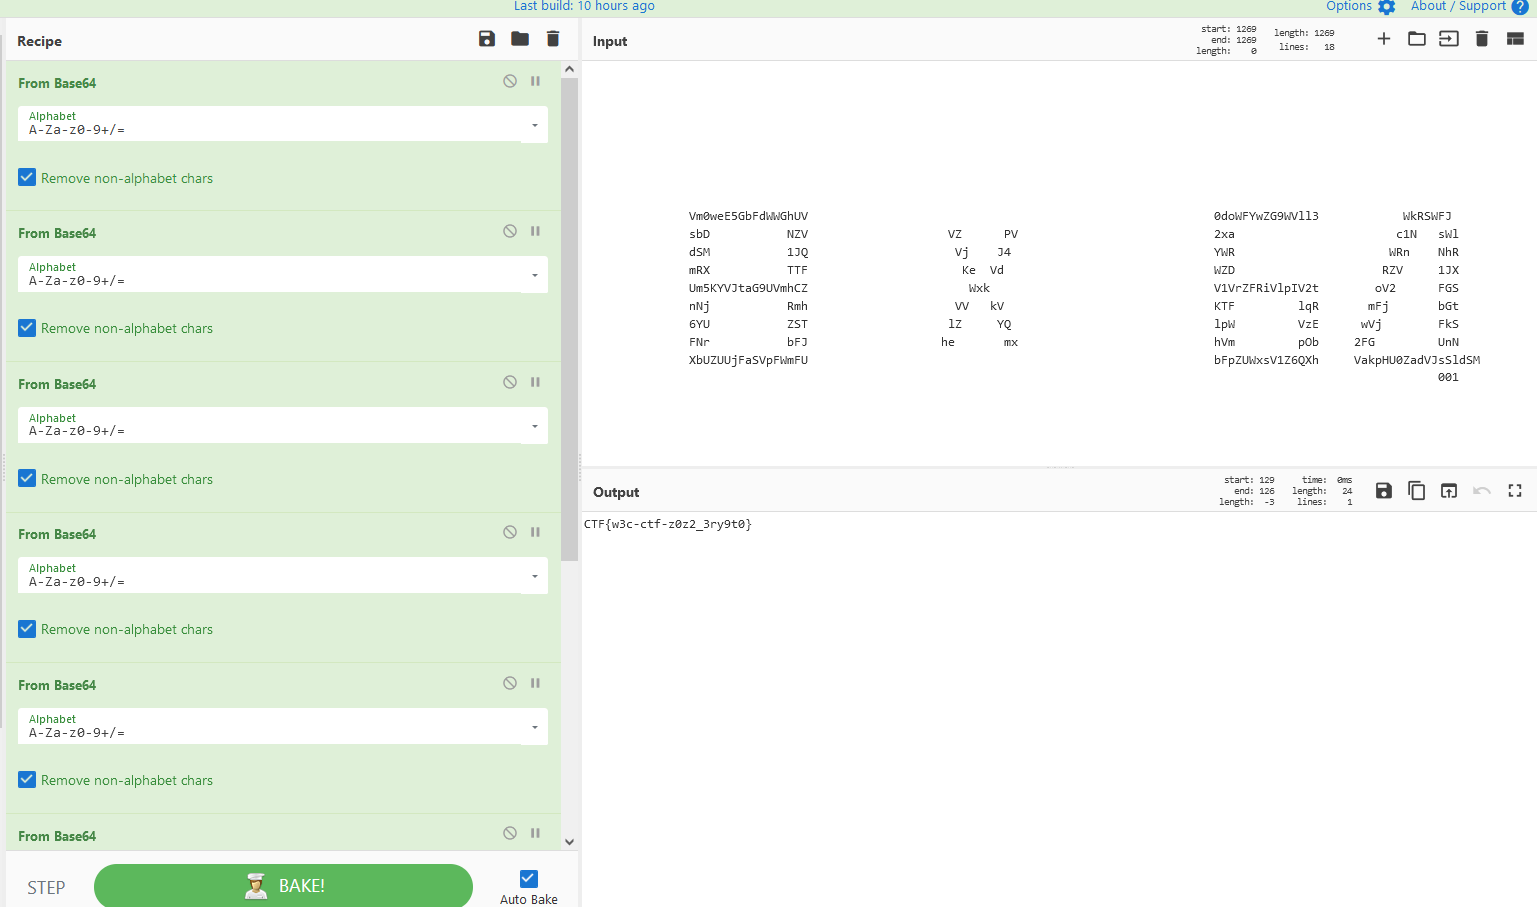 Last build: 10 hours ago
Options
About / Support
Recipe
From Base64
Alphabet
A-Za-z0-9+/=
Remove non-alphabet chars
From Base64
Alphabet
A-Za-z0-9+/=
Remove non-alphabet chars
From Base64
Alphabet
A-Za-z0-9+/=
Remove non-alphabet chars
From Base64
Alphabet
A-Za-z0-9+/=
Remove non-alphabet chars
From Base64
Alphabet
A-Za-z0-9+/=
Remove non-alphabet chars
From Base64
STEP
BAKE!
Auto Bake
Input
start: 1269 length: 1269
end: 1269 lines: 18
length: 0
Vm0weE5GbFdWWGhUV 0doWFYwZG9WVll3 WkRSWFJ
sbD NZV VZ PV 2xa c1N sWl
dSM 1JQ Vj J4 YWR WRn NhR
mRX TTF Ke Vd WZD RZV 1JX
Um5KYVJtaG9UVmhCZ Wxk V1VrZFRiVlpIV2t oV2 FGS
nNj Rmh VV kV KTF lqR mFj bGt
6YU ZST lZ YQ lpW VzE wVj FkS
FNr bFJ he mx hVm pOb 2FG UnN
XbUZUUjFaSVpFWmFU bFpZUWxsV1Z6QXh VakpHU0ZadVJsSldSM
001
Output
start: 129 time: 0ms
end: 126 length: 24
length: -3 lines: 1
CTF{w3c-ctf-z0z2_3ry9t0}